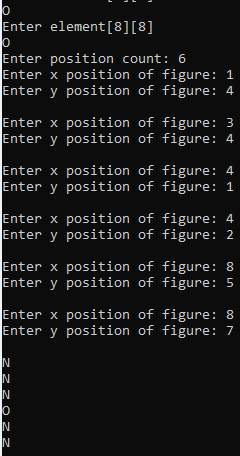 O
Enter element[8][8]
O
Enter position count: 6
Enter x position of figure: 1
Enter y position of figure: 4
Enter x position of figure: 3
Enter y position of figure: 4
Enter x position of figure: 4
Enter y position of figure: 1
Enter x position of figure: 4
Enter y position of figure: 2
Enter x position of figure: 8
Enter y position of figure: 5
Enter x position of figure: 8
Enter y position of figure: 7
N
N
N
O
N
N